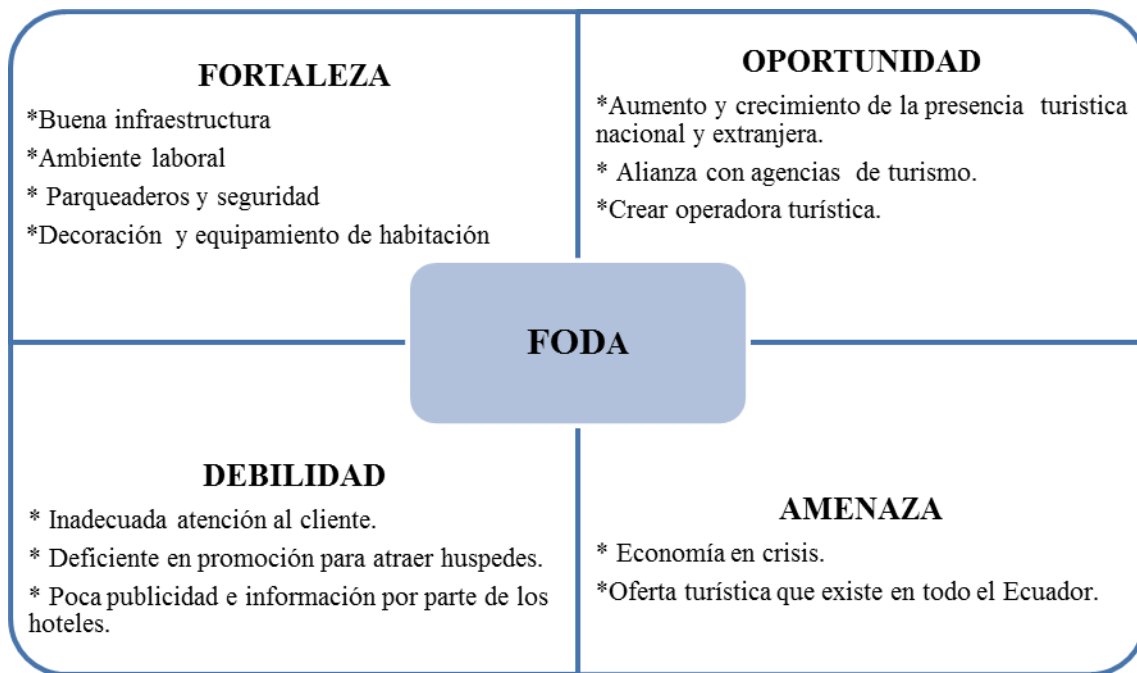 FORTALEZA
*Buena infraestructura
*Ambiente laboral
* Parqueaderos y seguridad
*Decoración y equipamiento de habitación
OPORTUNIDAD
*Aumento y crecimiento de la presencia turistica
nacional y extranjera.
* Alianza con agencias de turismo.
*Crear operadora turística.
FODA
DEBILIDAD
* Inadecuada atención al cliente.
* Deficiente en promoción para atraer huspedes.
* Poca publicidad e información por parte de los
hoteles.
AMENAZA
* Economía en crisis.
*Oferta turística que existe en todo el Ecuador.